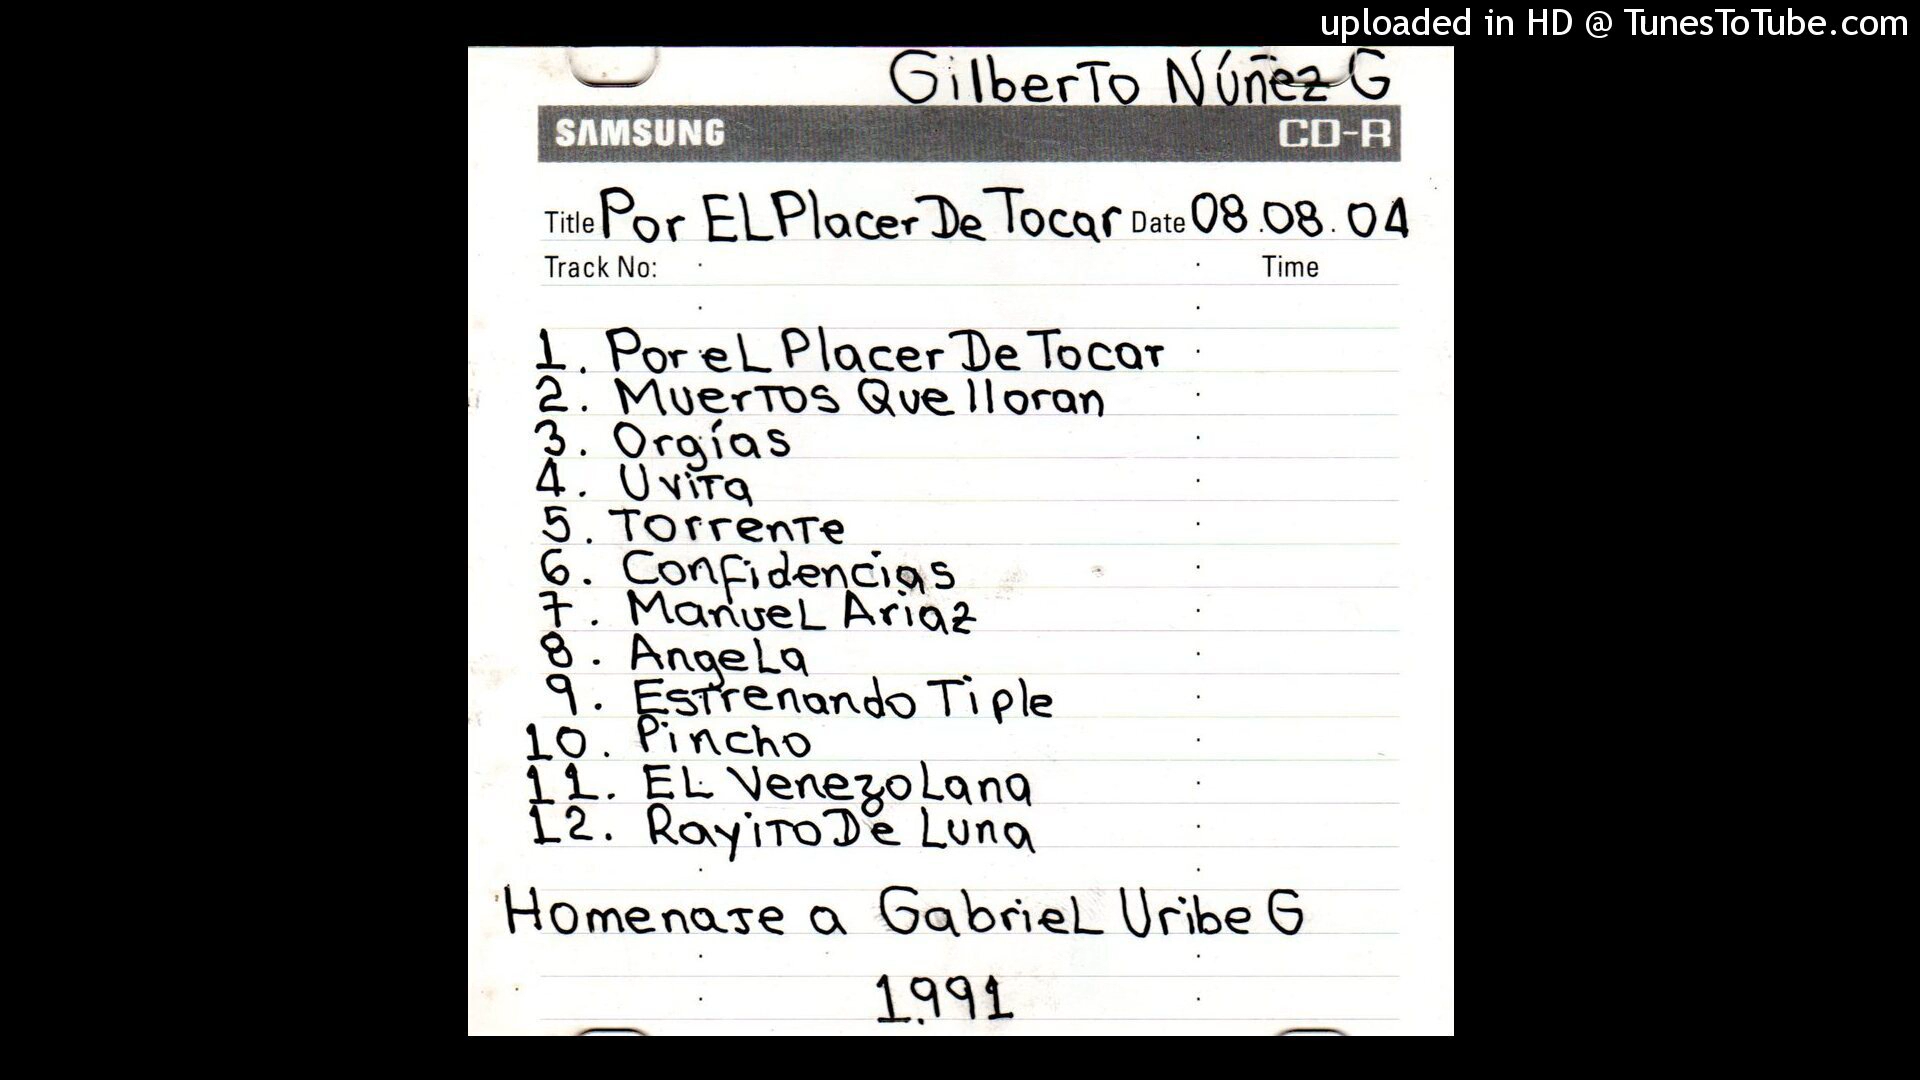 uploaded in HD @ TunesToTube.com
Gilberto Núñez G
SAMSUNG CD-R
Title Por El Placer De Tocar Date 08.08.04
Track No: Time
1. Por el Placer De Tocar
2. Muertos Que lloran
3. Orgías
4. Uvita
5. Torrente
6. Confidencias
7. Manuel Ariaz
8. Angela
9. Estrenando Tiple
10. Pincho
11. El Venezolana
12. Rayito De Luna
Homenaje a Gabriel Uribe G
1.991